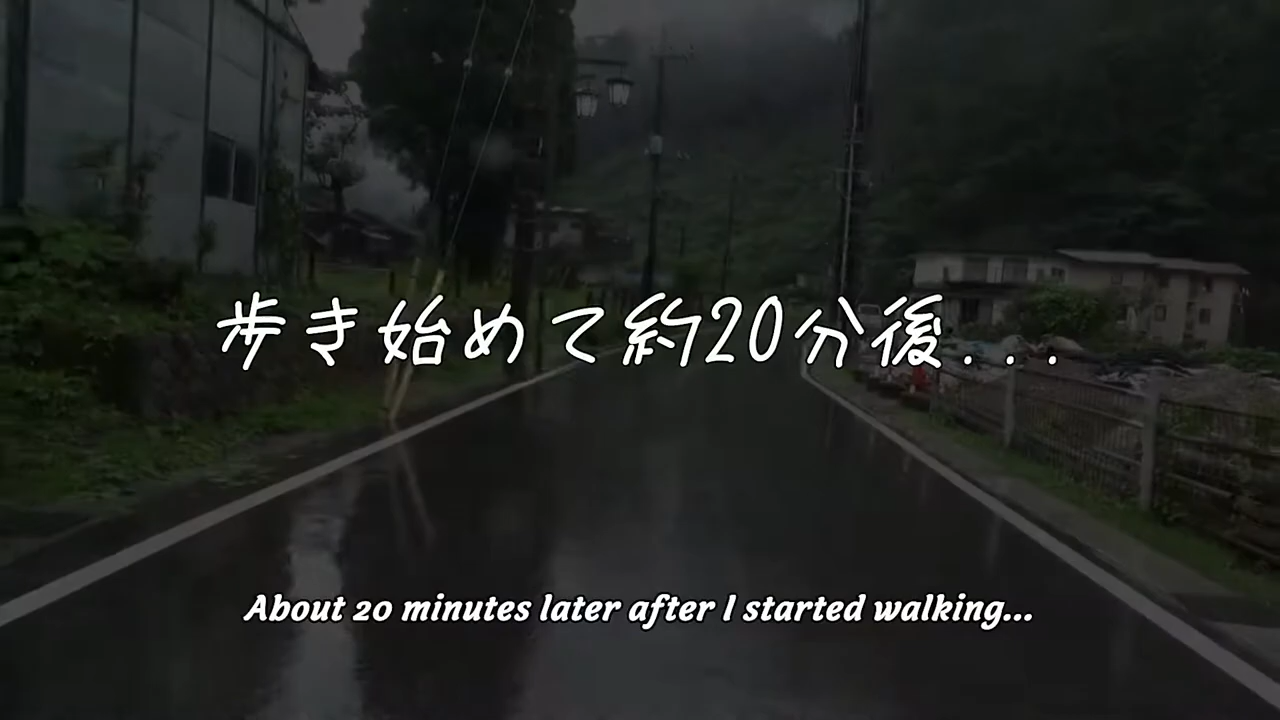 歩き始めて約20分後...
About 20 minutes later after I started walking...